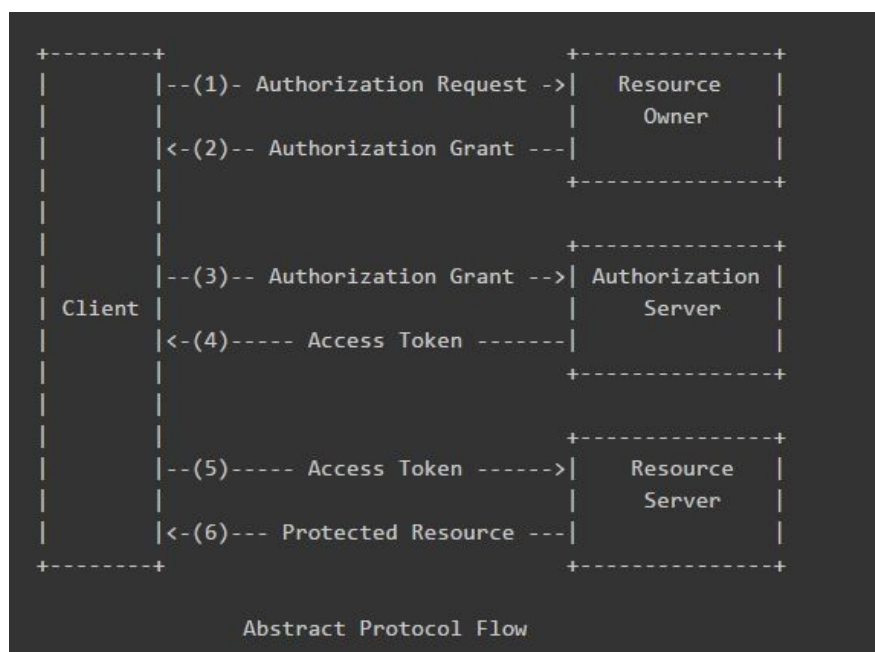 +--------+                               +---------------+
|        |--(1)- Authorization Request ->|   Resource    |
|        |                               |     Owner     |
|        |<-(2)-- Authorization Grant ---|               |
|        |                               +---------------+
|        |
|        |                               +---------------+
|        |--(3)-- Authorization Grant -->| Authorization |
| Client |                               |     Server    |
|        |<-(4)----- Access Token -------|               |
|        |                               +---------------+
|        |
|        |                               +---------------+
|        |--(5)----- Access Token ------>|    Resource   |
|        |                               |     Server    |
|        |<-(6)--- Protected Resource ---|               |
+--------+                               +---------------+
Abstract Protocol Flow